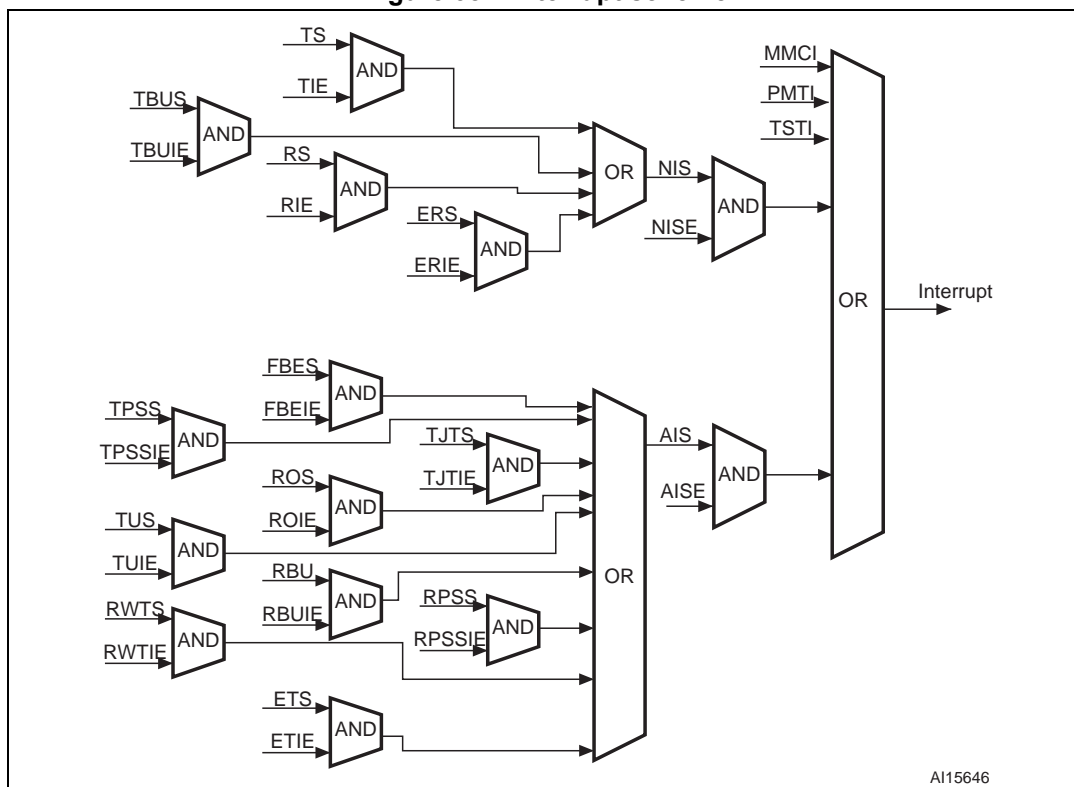 TS
TIE
AND
TBUS
TBUIE
AND
RS
RIE
AND
ERS
ERIE
AND
OR
NIS
NISE
AND
MMCI
PMTI
TSTI
OR
Interrupt
FBES
FBEIE
AND
TPSS
TPSSIE
AND
TJTS
TJTIE
AND
ROS
ROIE
AND
TUS
TUIE
AND
RBU
RBUIE
AND
RPSS
RPSSIE
AND
RWTS
RWTIE
AND
ETS
ETIE
AND
OR
AIS
AISE
AND
AI15646